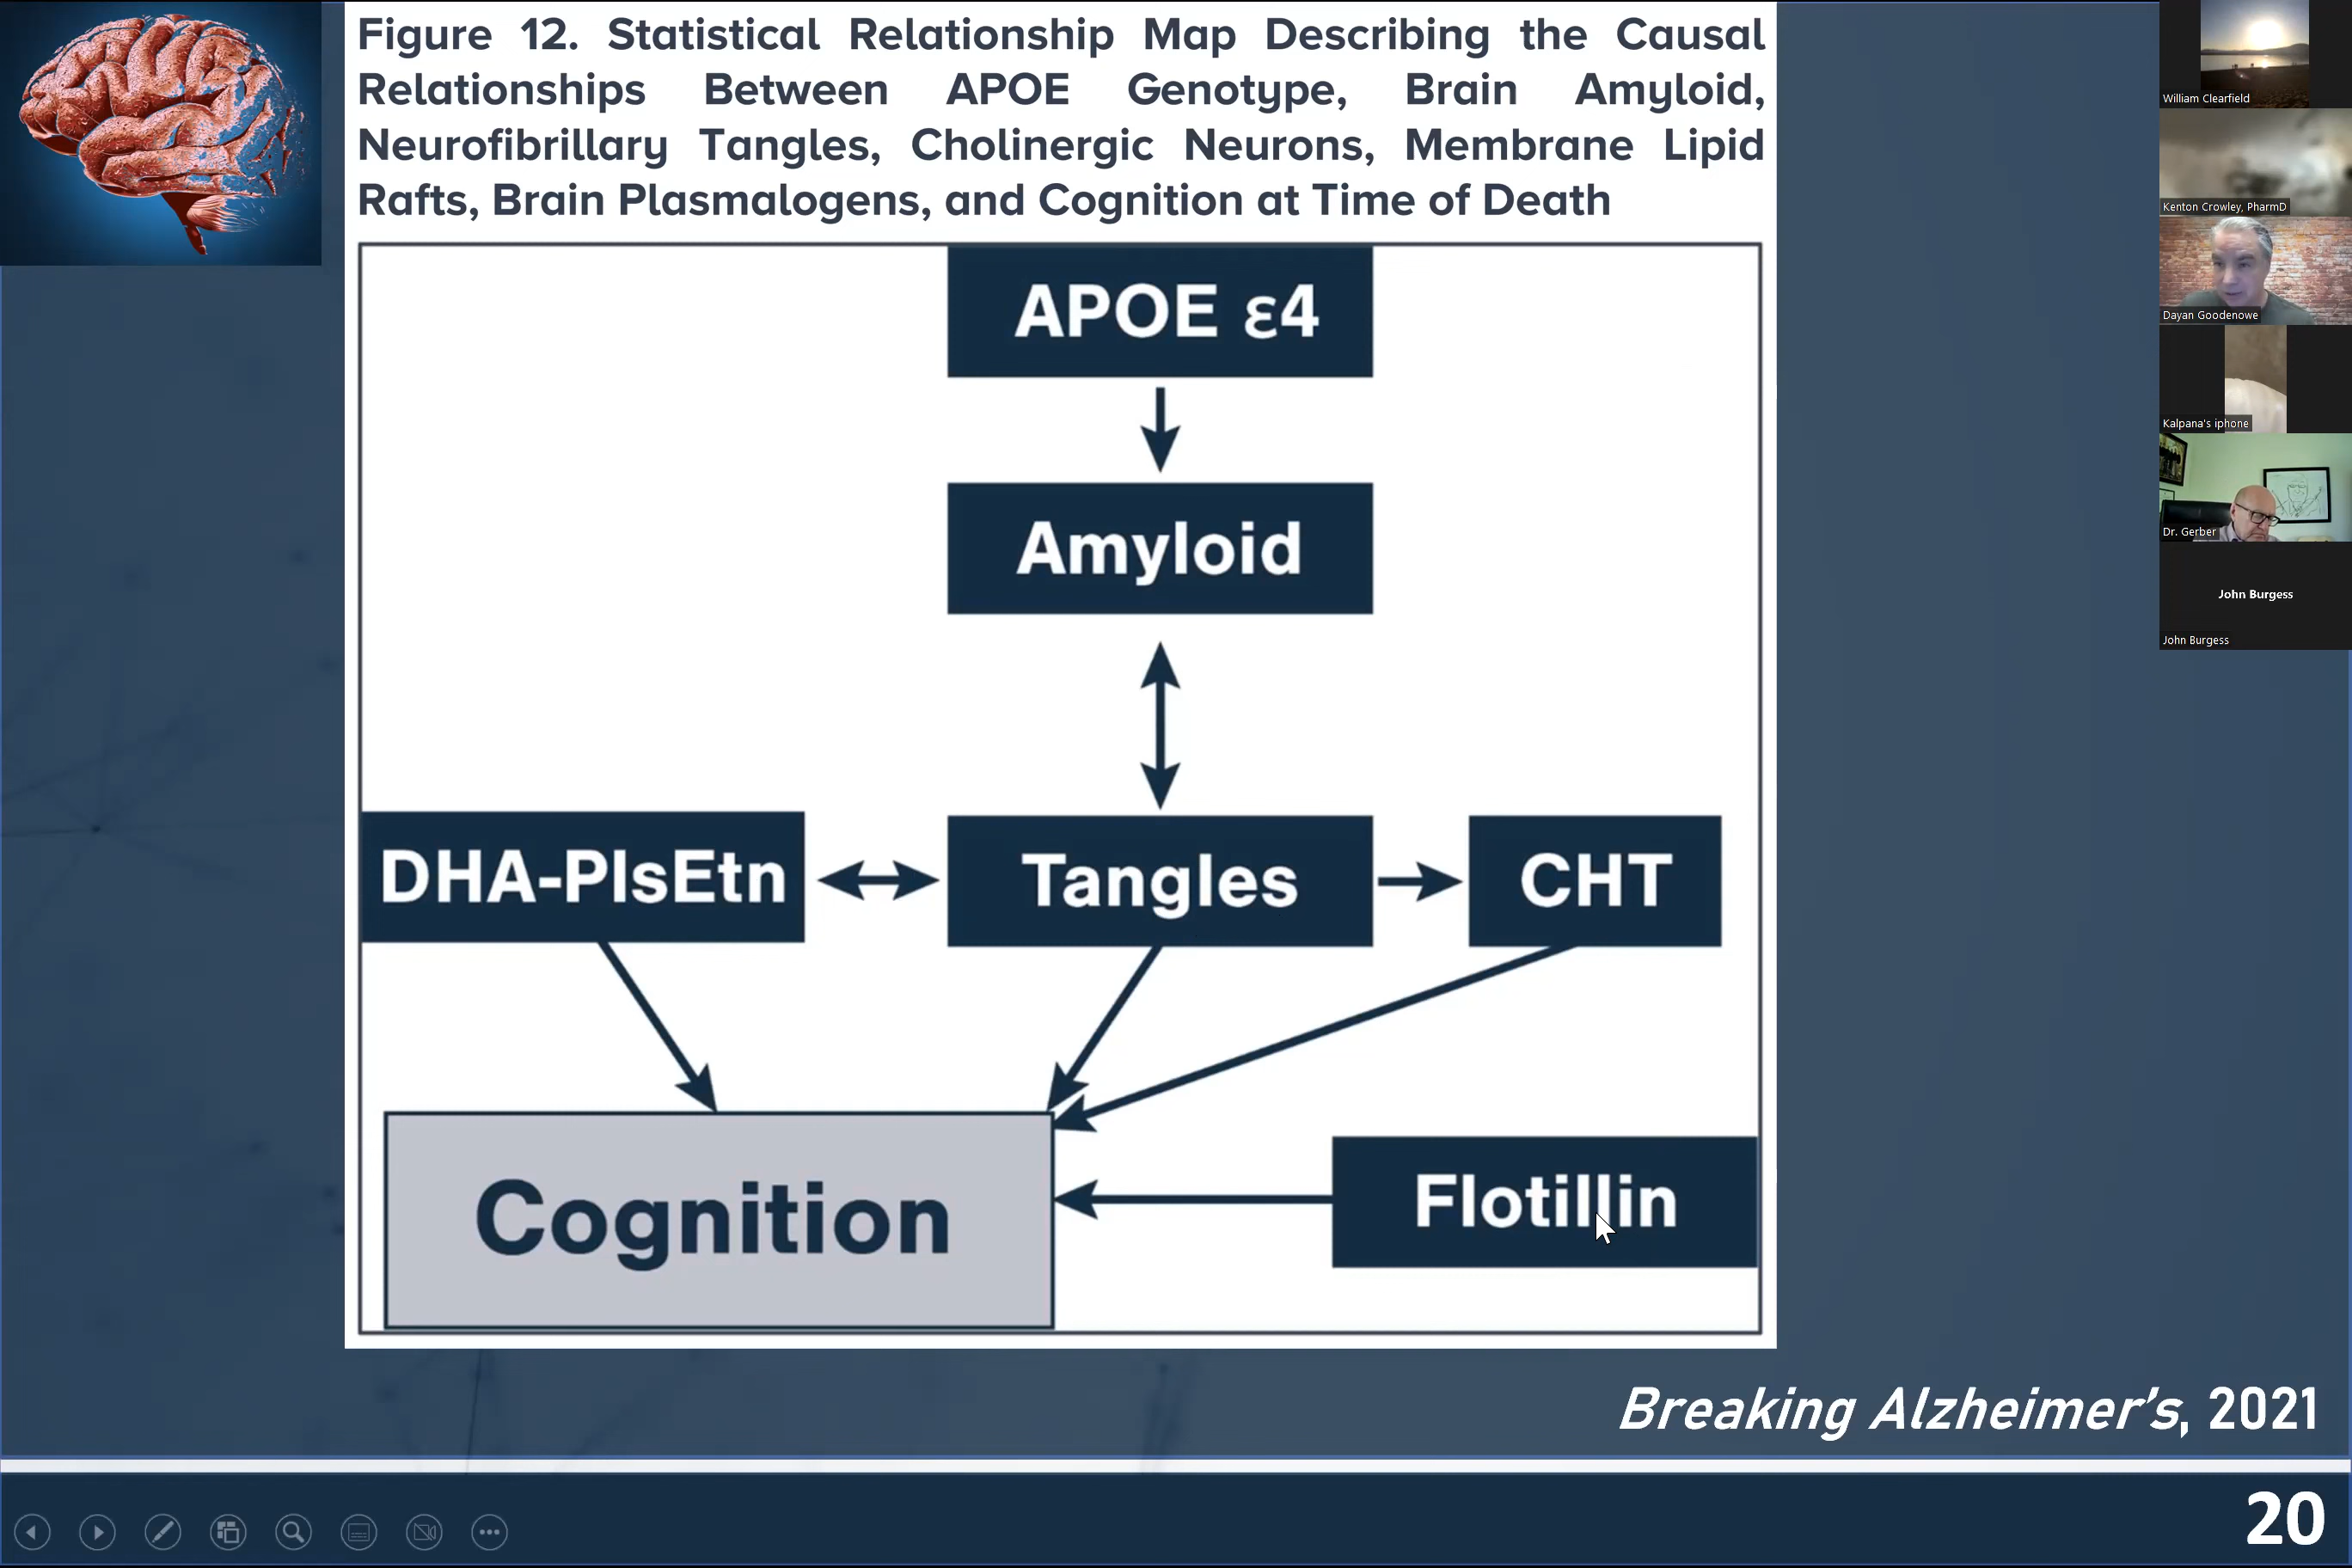 Figure 12. Statistical Relationship Map Describing the Causal
Relationships Between APOE Genotype, Brain Amyloid,
Neurofibrillary Tangles, Cholinergic Neurons, Membrane Lipid
Rafts, Brain Plasmalogens, and Cognition at Time of Death
APOE ε4
Amyloid
DHA-PlsEtn
Tangles
CHT
Cognition
Flotillin
Breaking Alzheimer's, 2021
20
William Clearfield
Kenton Crowley, PharmD
Dayan Goodenowe
Kalpana's iphone
Dr. Gerber
John Burgess
John Burgess